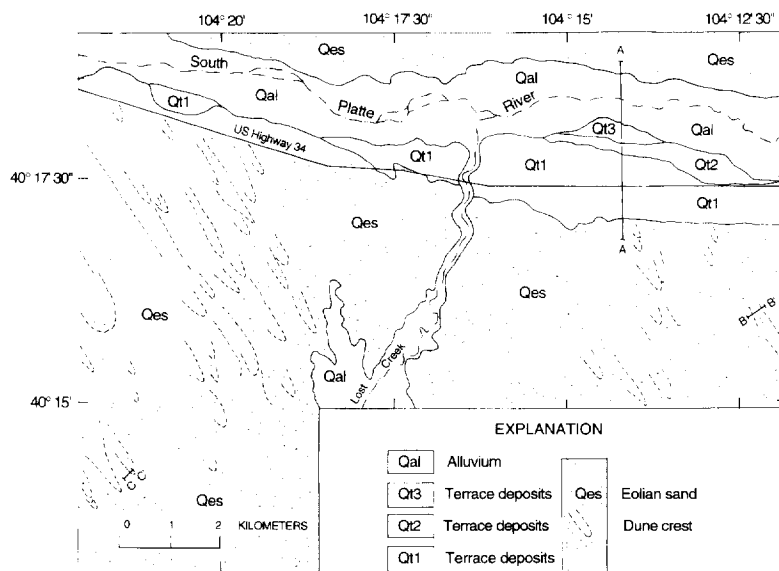 104° 20'
104° 17' 30"
104° 15'
104° 12' 30"
Qes
A
Qes
South
Qal
Qal
Platte
River
Qt1
Qt3
Qal
US Highway 34
Qt1
Qt1
Qt2
40° 17' 30"
Qt1
Qes
A
Qes
Qes
B B'
Qal
Lost Creek
40° 15'
C C'
Qes
0 1 2 KILOMETERS
EXPLANATION
Qal Alluvium
Qt3 Terrace deposits
Qt2 Terrace deposits
Qt1 Terrace deposits
Qes Eolian sand
Dune crest